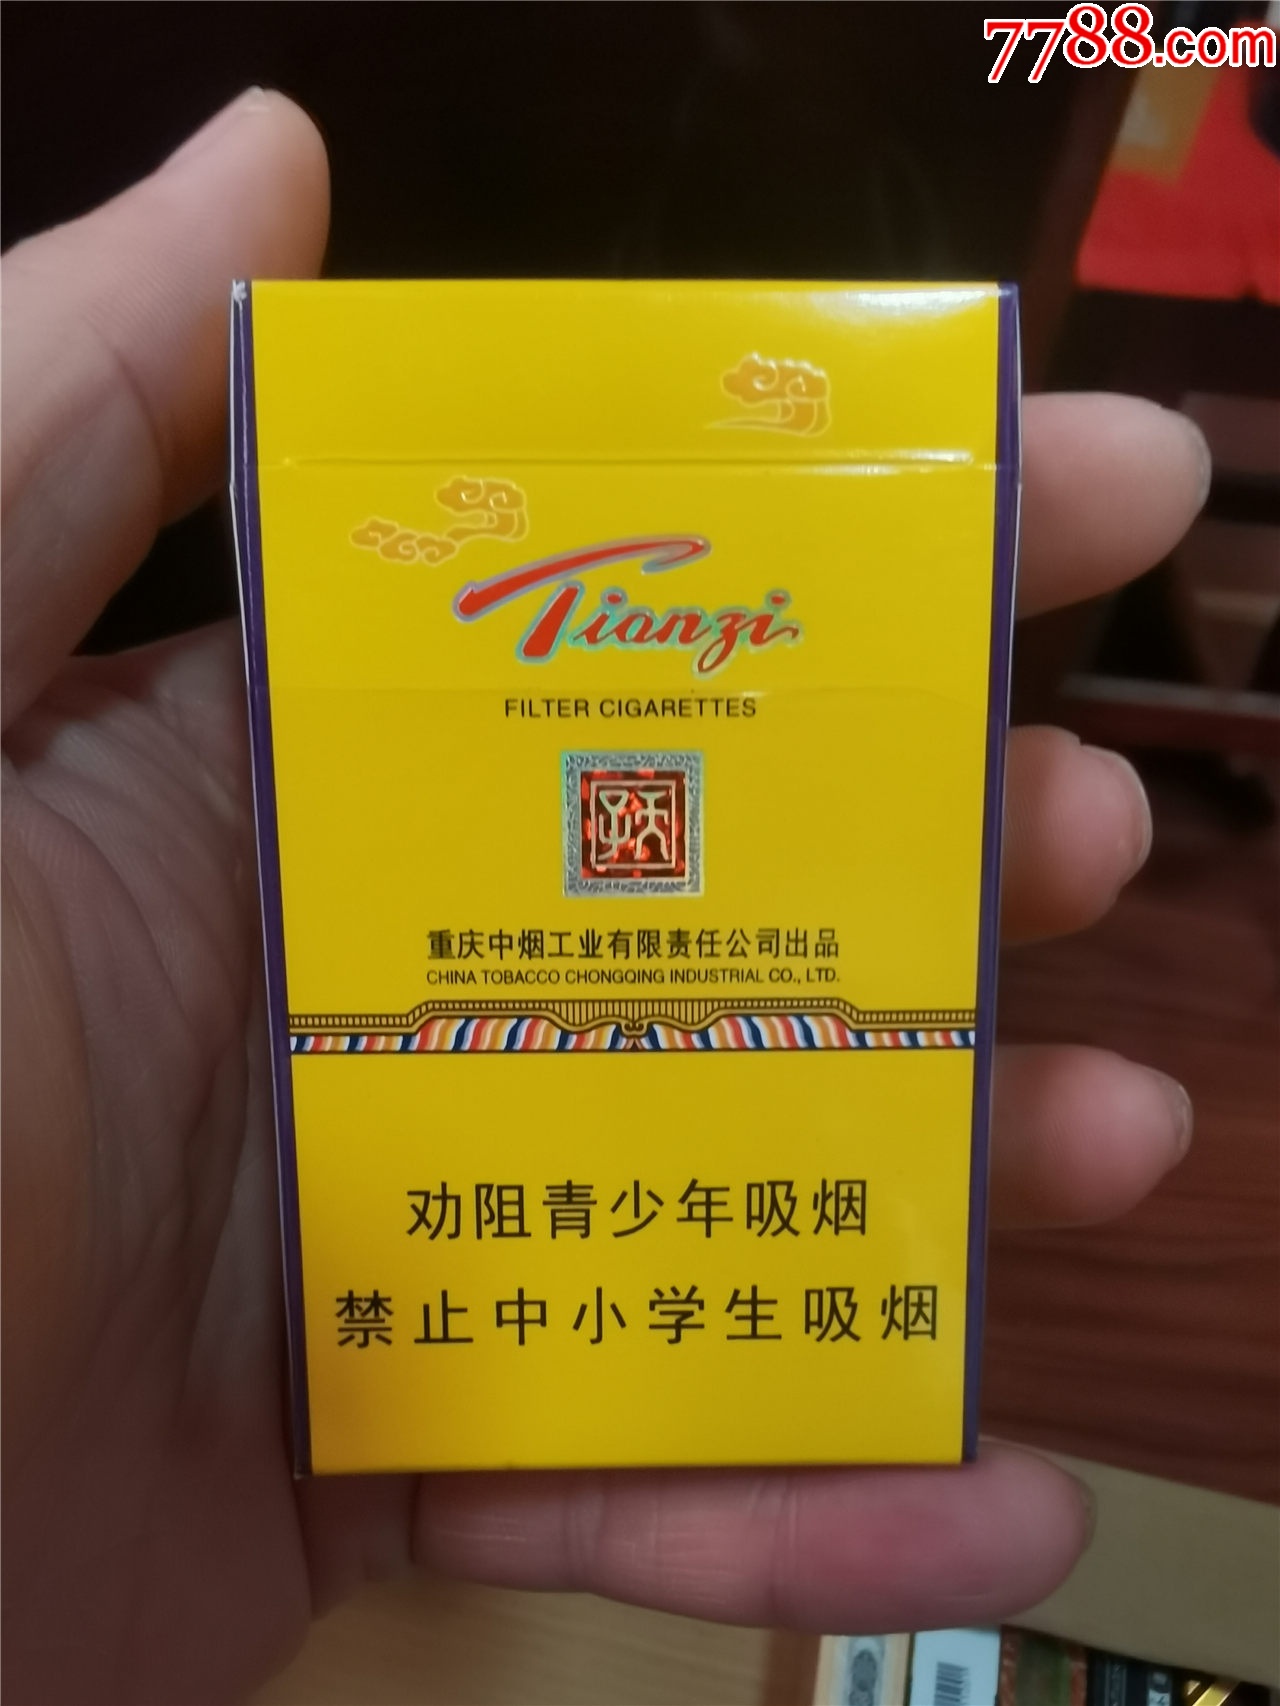 7788.com
Tianzi
FILTER CIGARETTES
天子
重庆中烟工业有限责任公司出品
CHINA TOBACCO CHONGQING INDUSTRIAL CO., LTD.
劝阻青少年吸烟
禁止中小学生吸烟